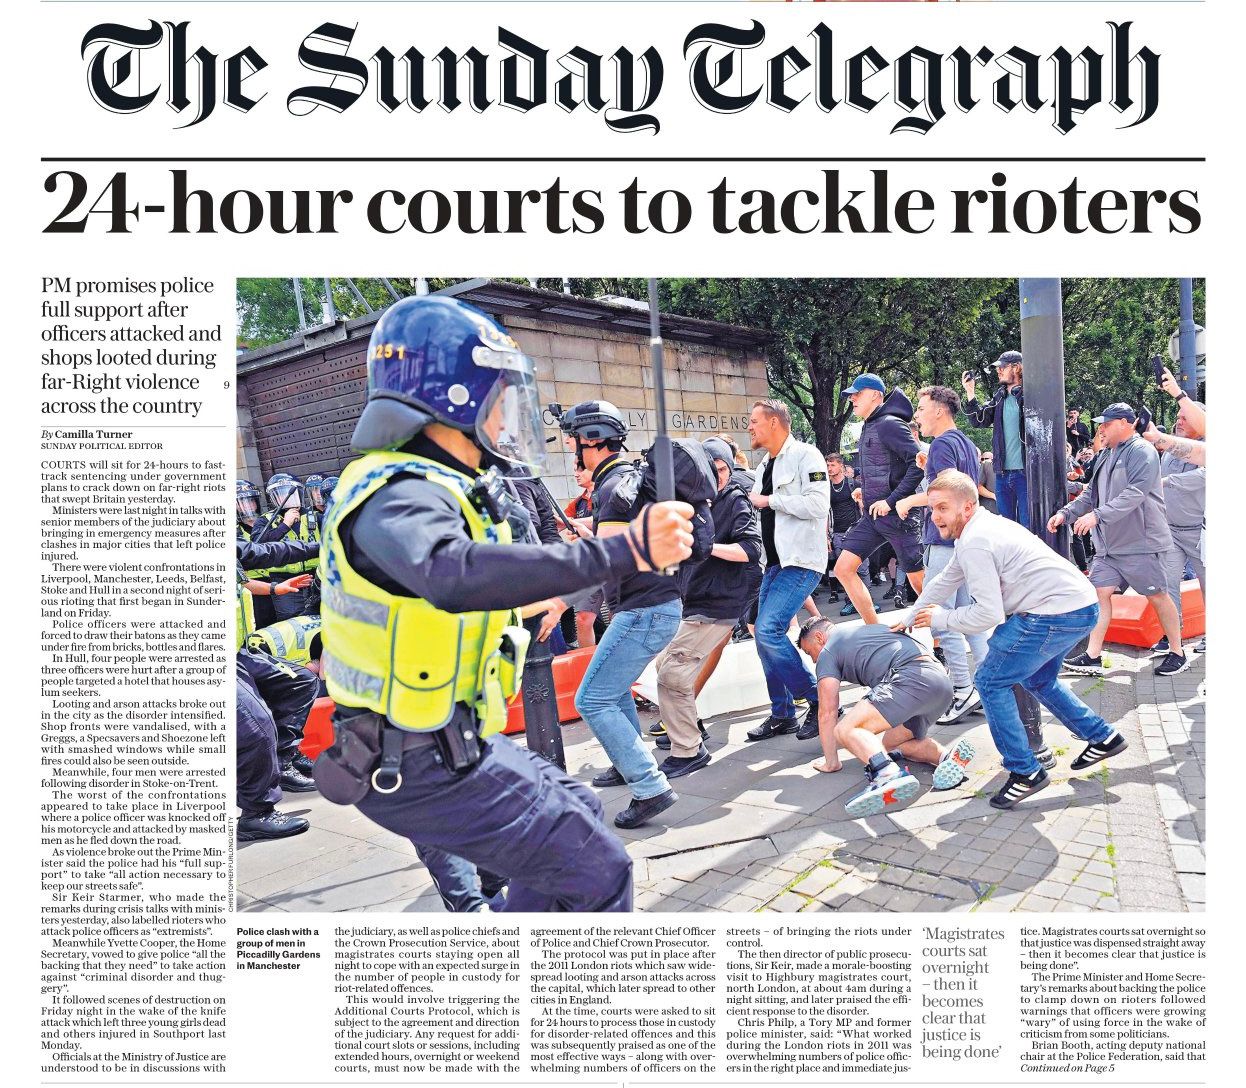 The Sunday Telegraph
24-hour courts to tackle rioters
PM promises police
full support after
officers attacked and
shops looted during
far-Right violence
across the country
9
By Camilla Turner
SUNDAY POLITICAL EDITOR
COURTS will sit for 24-hours to fast-
track sentencing under government
plans to crack down on far-right riots
that swept Britain yesterday.
Ministers were last night in talks with
senior members of the judiciary about
bringing in emergency measures after
clashes in major cities that left police
injured.
There were violent confrontations in
Liverpool, Manchester, Leeds, Belfast,
Stoke and Hull in a second night of seri-
ous rioting that first began in Sunder-
land on Friday.
Police officers were attacked and
forced to draw their batons as they came
under fire from bricks, bottles and flares.
In Hull, four people were arrested as
three officers were hurt after a group of
people targeted a hotel that houses asy-
lum seekers.
Looting and arson attacks broke out
in the city as the disorder intensified.
Shop fronts were vandalised, with a
Greggs, a Specsavers and Shoezone left
with smashed windows while small
fires could also be seen outside.
Meanwhile, four men were arrested
following disorder in Stoke-on-Trent.
The worst of the confrontations
appeared to take place in Liverpool
where a police officer was knocked off
his motorcycle and attacked by masked
men as he fled down the road.
As violence broke out the Prime Min-
ister said the police had his “full sup-
port” to take “all action necessary to
keep our streets safe”.
Sir Keir Starmer, who made the
remarks during crisis talks with minis-
ters yesterday, also labelled rioters who
attack police officers as “extremists”.
Meanwhile Yvette Cooper, the Home
Secretary, vowed to give police “all the
backing that they need” to take action
against “criminal disorder and thug-
gery”.
It followed scenes of destruction on
Friday night in the wake of the knife
attack which left three young girls dead
and others injured in Southport last
Monday.
Officials at the Ministry of Justice are
understood to be in discussions with
3251
LY GARDENS
CHRISTOPHER FURLONG/GETTY
Police clash with a
group of men in
Piccadilly Gardens
in Manchester
the judiciary, as well as police chiefs and
the Crown Prosecution Service, about
magistrates courts staying open all
night to cope with an expected surge in
the number of people in custody for
riot-related offences.
This would involve triggering the
Additional Courts Protocol, which is
subject to the agreement and direction
of the judiciary. Any request for addi-
tional court slots or sessions, including
extended hours, overnight or weekend
courts, must now be made with the
agreement of the relevant Chief Officer
of Police and Chief Crown Prosecutor.
The protocol was put in place after
the 2011 London riots which saw wide-
spread looting and arson attacks across
the capital, which later spread to other
cities in England.
At the time, courts were asked to sit
for 24 hours to process those in custody
for disorder-related offences and this
was subsequently praised as one of the
most effective ways – along with over-
whelming numbers of officers on the
streets – of bringing the riots under
control.
The then director of public prosecu-
tions, Sir Keir, made a morale-boosting
visit to Highbury magistrates court,
north London, at about 4am during a
night sitting, and later praised the effi-
cient response to the disorder.
Chris Philp, a Tory MP and former
police minister, said: “What worked
during the London riots in 2011 was
overwhelming numbers of police offic-
ers in the right place and immediate jus-
‘Magistrates
courts sat
overnight
– then it
becomes
clear that
justice is
being done’
tice. Magistrates courts sat overnight so
that justice was dispensed straight away
– then it becomes clear that justice is
being done”.
The Prime Minister and Home Secre-
tary’s remarks about backing the police
to clamp down on rioters followed
warnings that officers were growing
“wary” of using force in the wake of
criticism from some politicians.
Brian Booth, acting deputy national
chair at the Police Federation, said that
Continued on Page 5